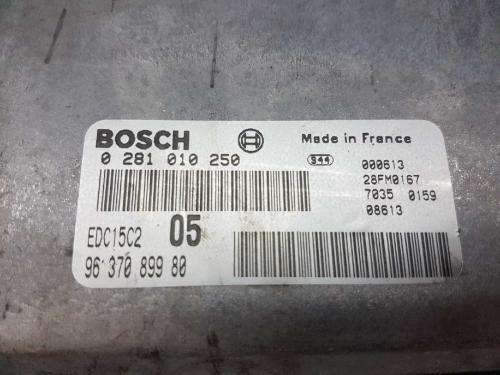 BOSCH Made in France
0 281 010 250 S44 000613
28FM0167
7035 0159
08613
EDC15C2 05
96 370 899 80